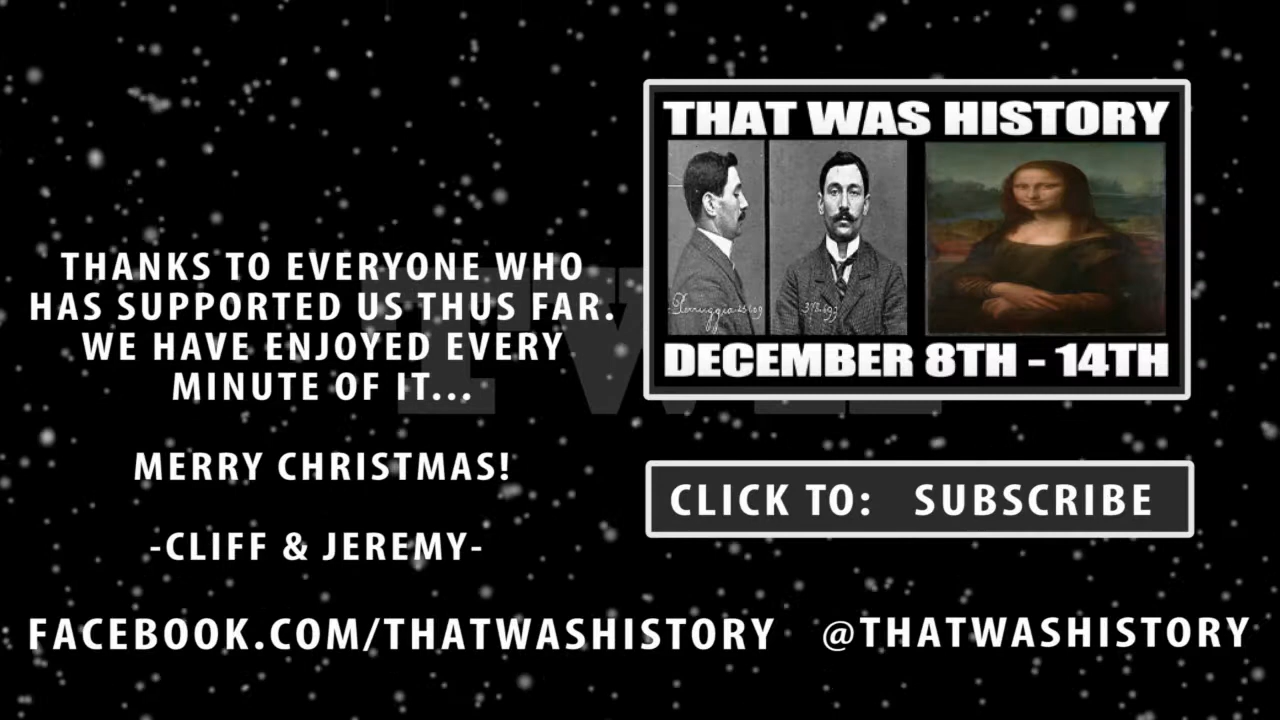 THANKS TO EVERYONE WHO
HAS SUPPORTED US THUS FAR.
WE HAVE ENJOYED EVERY
MINUTE OF IT...
MERRY CHRISTMAS!
-CLIFF & JEREMY-
THAT WAS HISTORY
DECEMBER 8TH - 14TH
CLICK TO: SUBSCRIBE
FACEBOOK.COM/THATWASHISTORY
@THATWASHISTORY